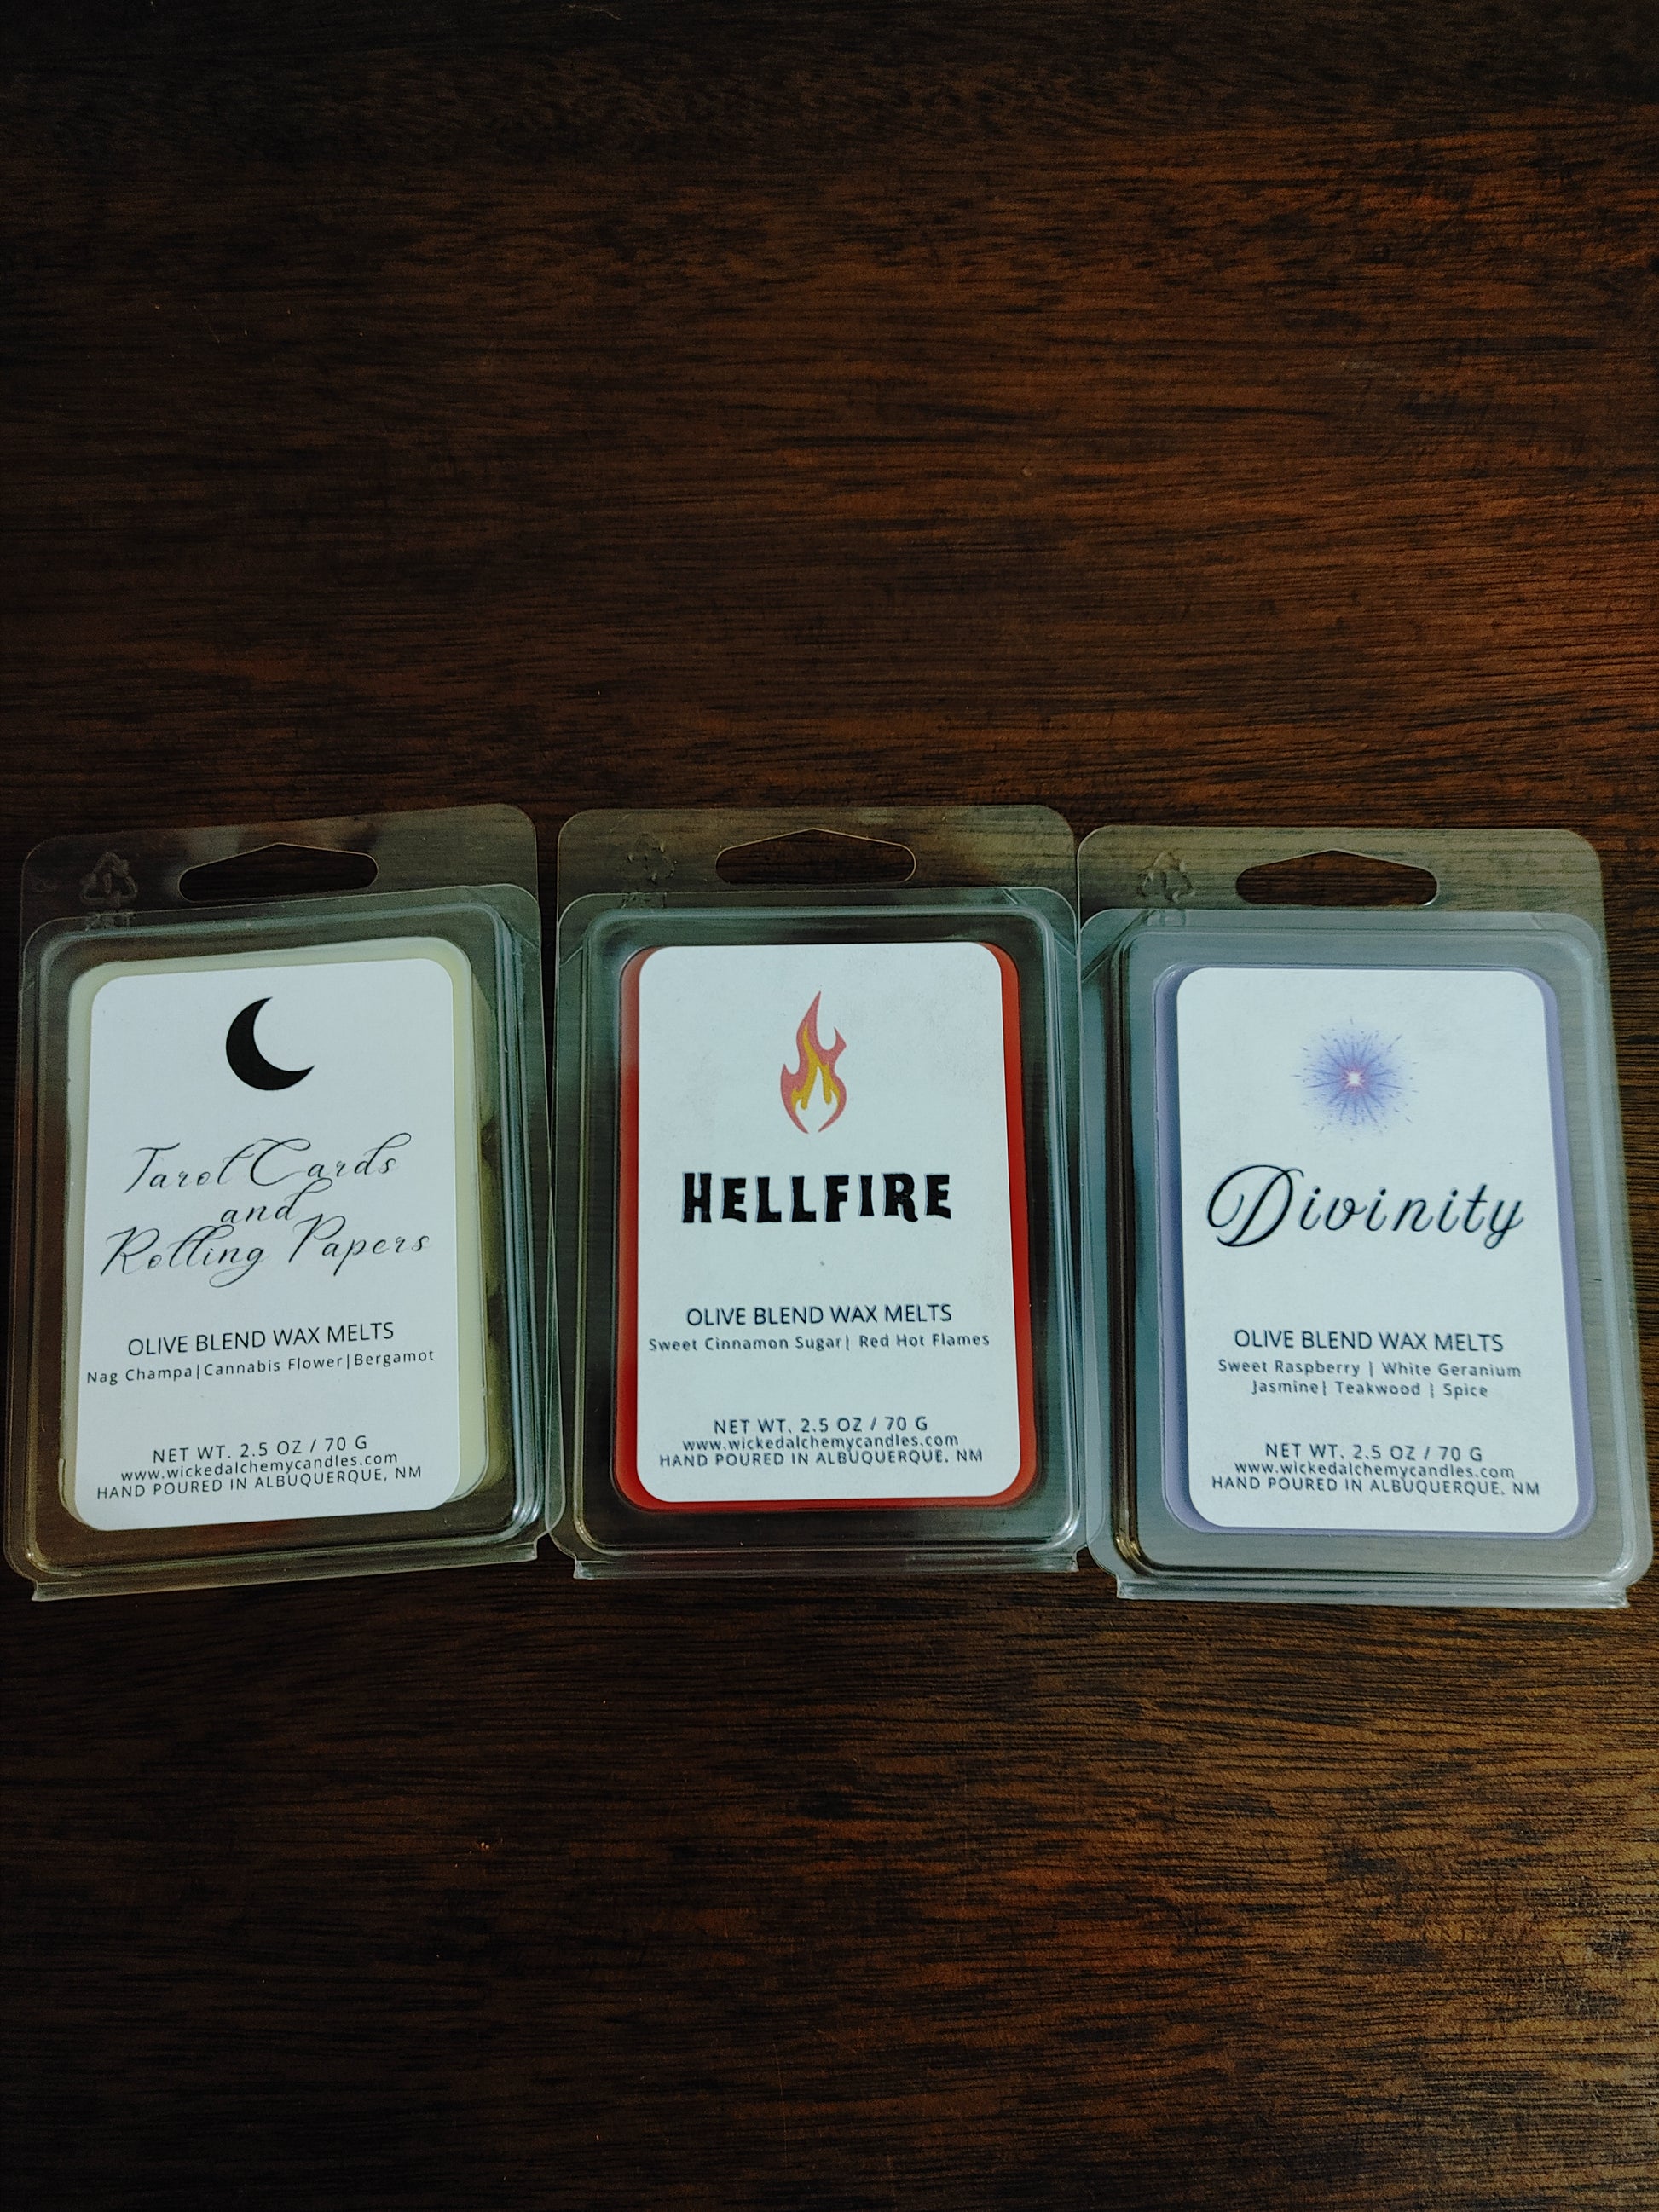 Tarot Cards
and
Rolling Papers
OLIVE BLEND WAX MELTS
Nag Champa|Cannabis Flower|Bergamot
NET WT. 2.5 OZ / 70 G
www.wickedalchemycandles.com
HAND POURED IN ALBUQUERQUE, NM
HELLFIRE
OLIVE BLEND WAX MELTS
Sweet Cinnamon Sugar| Red Hot Flames
NET WT. 2.5 OZ / 70 G
www.wickedalchemycandles.com
HAND POURED IN ALBUQUERQUE, NM
Divinity
OLIVE BLEND WAX MELTS
Sweet Raspberry | White Geranium
Jasmine| Teakwood | Spice
NET WT. 2.5 OZ / 70 G
www.wickedalchemycandles.com
HAND POURED IN ALBUQUERQUE, NM